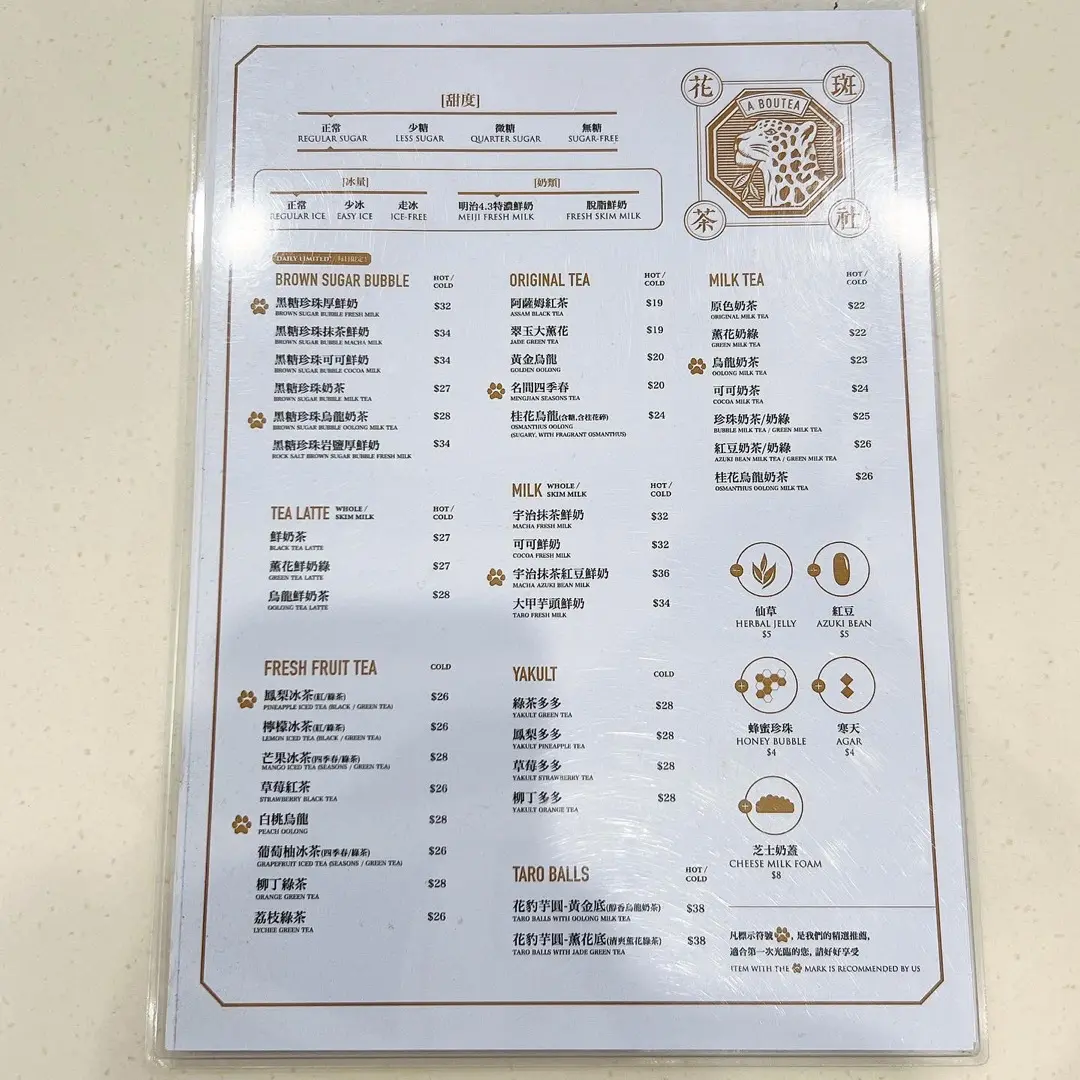 [甜度]
正常 少糖 微糖 無糖
REGULAR SUGAR LESS SUGAR QUARTER SUGAR SUGAR-FREE
[冰量]
正常 少冰 走冰
REGULAR ICE EASY ICE ICE-FREE
[奶類]
明治4.3特濃鮮奶 脫脂鮮奶
MEIJI FRESH MILK FRESH SKIM MILK
花 斑
A BOUTEA
茶 社
DAILY LIMITED / 每日限定
BROWN SUGAR BUBBLE HOT / COLD
黑糖珍珠厚鮮奶 $32
BROWN SUGAR BUBBLE FRESH MILK
黑糖珍珠抹茶鮮奶 $34
BROWN SUGAR BUBBLE MACHA MILK
黑糖珍珠可可鮮奶 $34
BROWN SUGAR BUBBLE COCOA MILK
黑糖珍珠奶茶 $27
BROWN SUGAR BUBBLE MILK TEA
黑糖珍珠烏龍奶茶 $28
BROWN SUGAR BUBBLE OOLONG MILK TEA
黑糖珍珠岩鹽厚鮮奶 $34
ROCK SALT BROWN SUGAR BUBBLE FRESH MILK
TEA LATTE WHOLE / SKIM MILK HOT / COLD
鮮奶茶 $27
BLACK TEA LATTE
薰花鮮奶綠 $27
GREEN TEA LATTE
烏龍鮮奶茶 $28
OOLONG TEA LATTE
FRESH FRUIT TEA COLD
鳳梨冰茶(紅/綠茶) $26
PINEAPPLE ICED TEA (BLACK / GREEN TEA)
檸檬冰茶(紅/綠茶) $26
LEMON ICED TEA (BLACK / GREEN TEA)
芒果冰茶(四季春/綠茶) $28
MANGO ICED TEA (SEASONS / GREEN TEA)
草莓紅茶 $26
STRAWBERRY BLACK TEA
白桃烏龍 $28
PEACH OOLONG
葡萄柚冰茶(四季春/綠茶) $26
GRAPEFRUIT ICED TEA (SEASONS / GREEN TEA)
柳丁綠茶 $28
ORANGE GREEN TEA
荔枝綠茶 $26
LYCHEE GREEN TEA
ORIGINAL TEA HOT / COLD
阿薩姆紅茶 $19
ASSAM BLACK TEA
翠玉大薰花 $19
JADE GREEN TEA
黃金烏龍 $20
GOLDEN OOLONG
名間四季春 $20
MINGJIAN SEASONS TEA
桂花烏龍(含糖,含桂花碎) $24
OSMANTHUS OOLONG
(SUGARY, WITH FRAGRANT OSMANTHUS)
MILK WHOLE / SKIM MILK HOT / COLD
宇治抹茶鮮奶 $32
MACHA FRESH MILK
可可鮮奶 $32
COCOA FRESH MILK
宇治抹茶紅豆鮮奶 $36
MACHA AZUKI BEAN MILK
大甲芋頭鮮奶 $34
TARO FRESH MILK
YAKULT COLD
綠茶多多 $28
YAKULT GREEN TEA
鳳梨多多 $28
YAKULT PINEAPPLE TEA
草莓多多 $28
YAKULT STRAWBERRY TEA
柳丁多多 $28
YAKULT ORANGE TEA
TARO BALLS HOT / COLD
花豹芋圓-黃金底(醇香烏龍奶茶) $38
TARO BALLS WITH OOLONG MILK TEA
花豹芋圓-薰花底(清爽薰花綠茶) $38
TARO BALLS WITH JADE GREEN TEA
MILK TEA HOT / COLD
原色奶茶 $22
ORIGINAL MILK TEA
薰花奶綠 $22
GREEN MILK TEA
烏龍奶茶 $23
OOLONG MILK TEA
可可奶茶 $24
COCOA MILK TEA
珍珠奶茶/奶綠 $25
BUBBLE MILK TEA / GREEN MILK TEA
紅豆奶茶/奶綠 $26
AZUKI BEAN MILK TEA / GREEN MILK TEA
桂花烏龍奶茶 $26
OSMANTHUS OOLONG MILK TEA
仙草 紅豆
HERBAL JELLY AZUKI BEAN
$5 $5
蜂蜜珍珠 寒天
HONEY BUBBLE AGAR
$4 $4
芝士奶蓋
CHEESE MILK FOAM
$8
凡標示符號, 是我們的精選推薦,
適合第一次光臨的您, 請好好享受
ITEM WITH THE MARK IS RECOMMENDED BY US